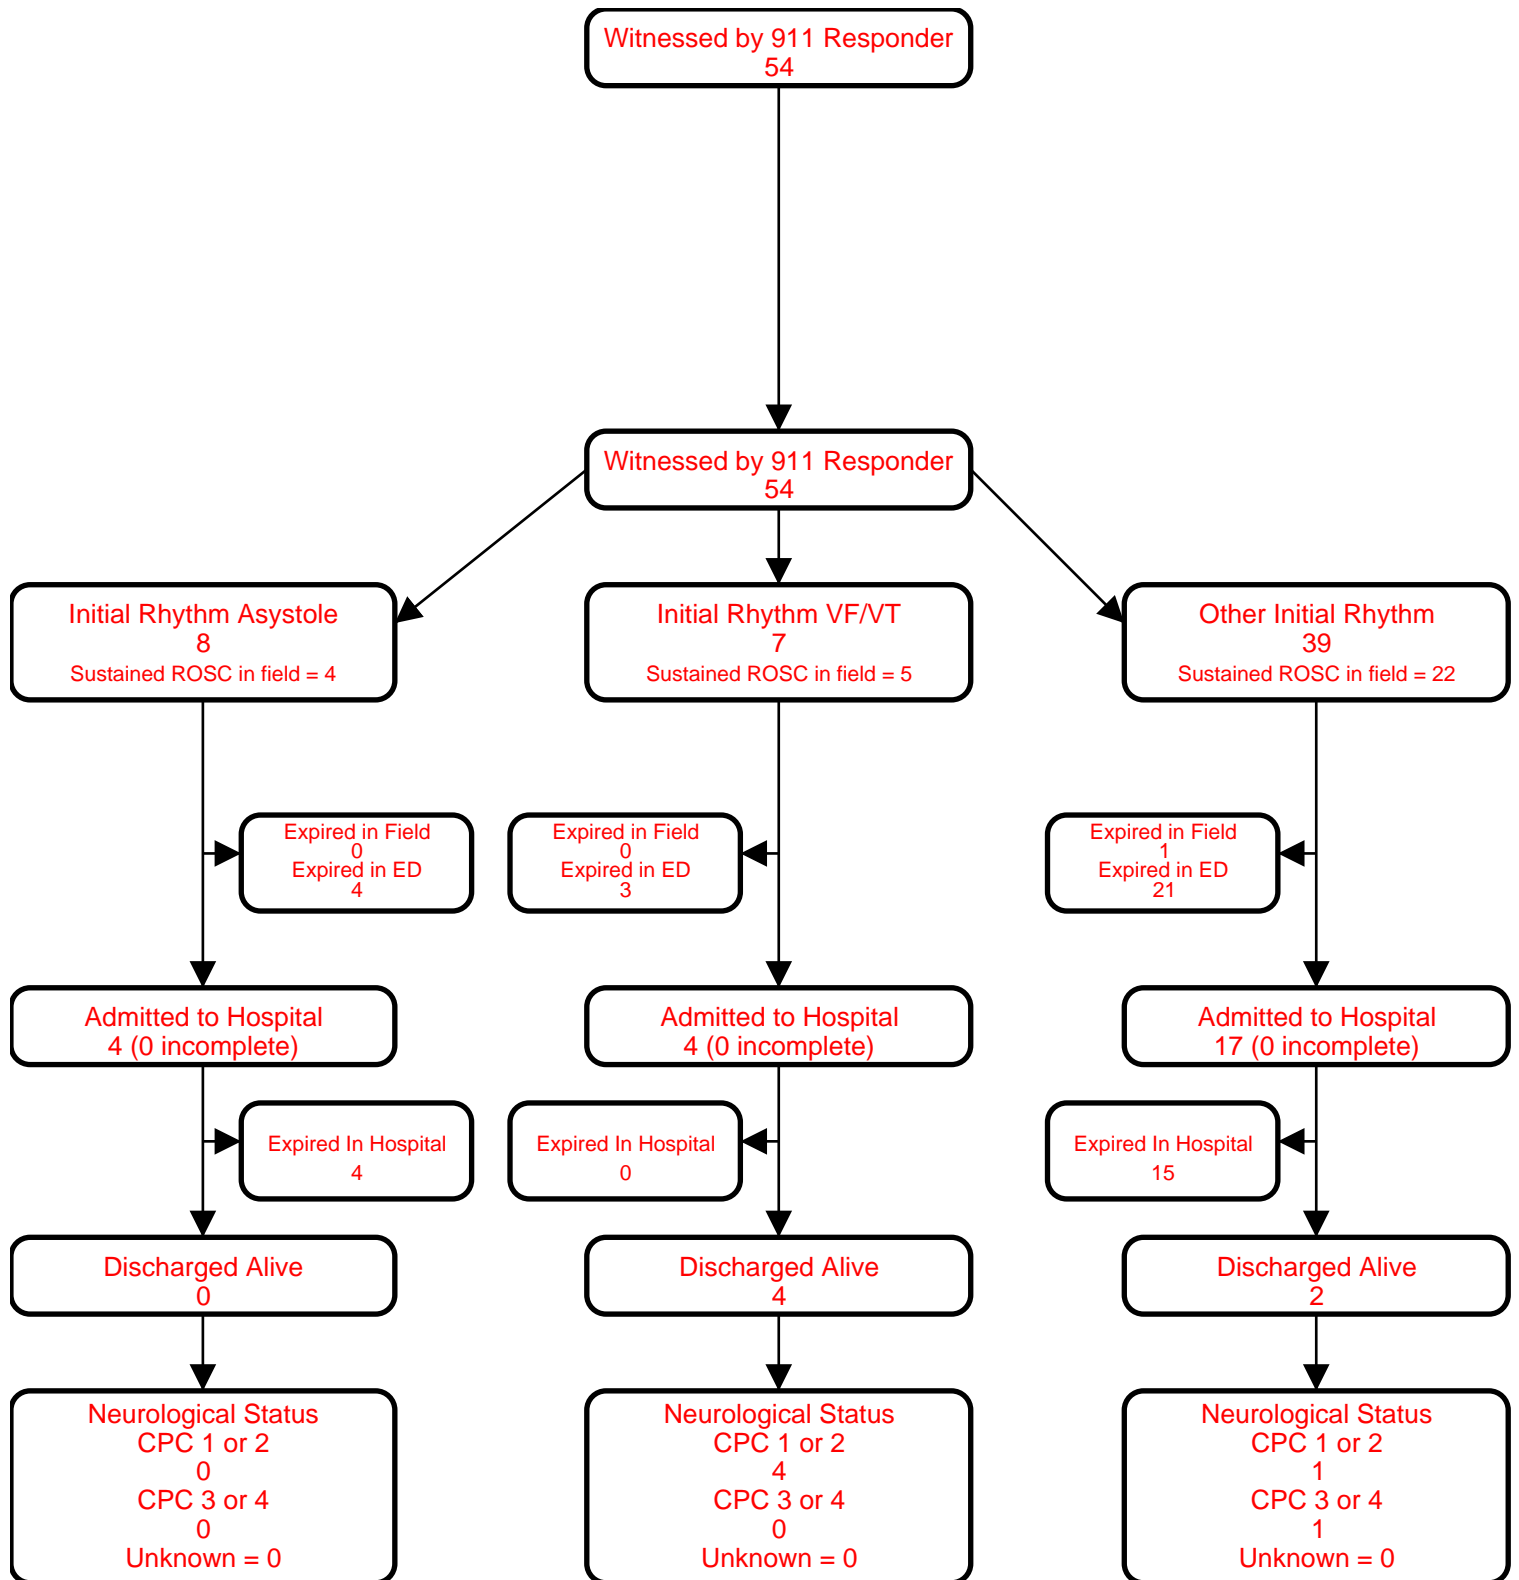 Witnessed by 911 Responder
54
Witnessed by 911 Responder
54
Initial Rhythm Asystole
8
Sustained ROSC in field = 4
Initial Rhythm VF/VT
7
Sustained ROSC in field = 5
Other Initial Rhythm
39
Sustained ROSC in field = 22
Expired in Field
0
Expired in ED
4
Expired in Field
0
Expired in ED
3
Expired in Field
1
Expired in ED
21
Admitted to Hospital
4 (0 incomplete)
Admitted to Hospital
4 (0 incomplete)
Admitted to Hospital
17 (0 incomplete)
Expired In Hospital
4
Expired In Hospital
0
Expired In Hospital
15
Discharged Alive
0
Discharged Alive
4
Discharged Alive
2
Neurological Status
CPC 1 or 2
0
CPC 3 or 4
0
Unknown = 0
Neurological Status
CPC 1 or 2
4
CPC 3 or 4
0
Unknown = 0
Neurological Status
CPC 1 or 2
1
CPC 3 or 4
1
Unknown = 0